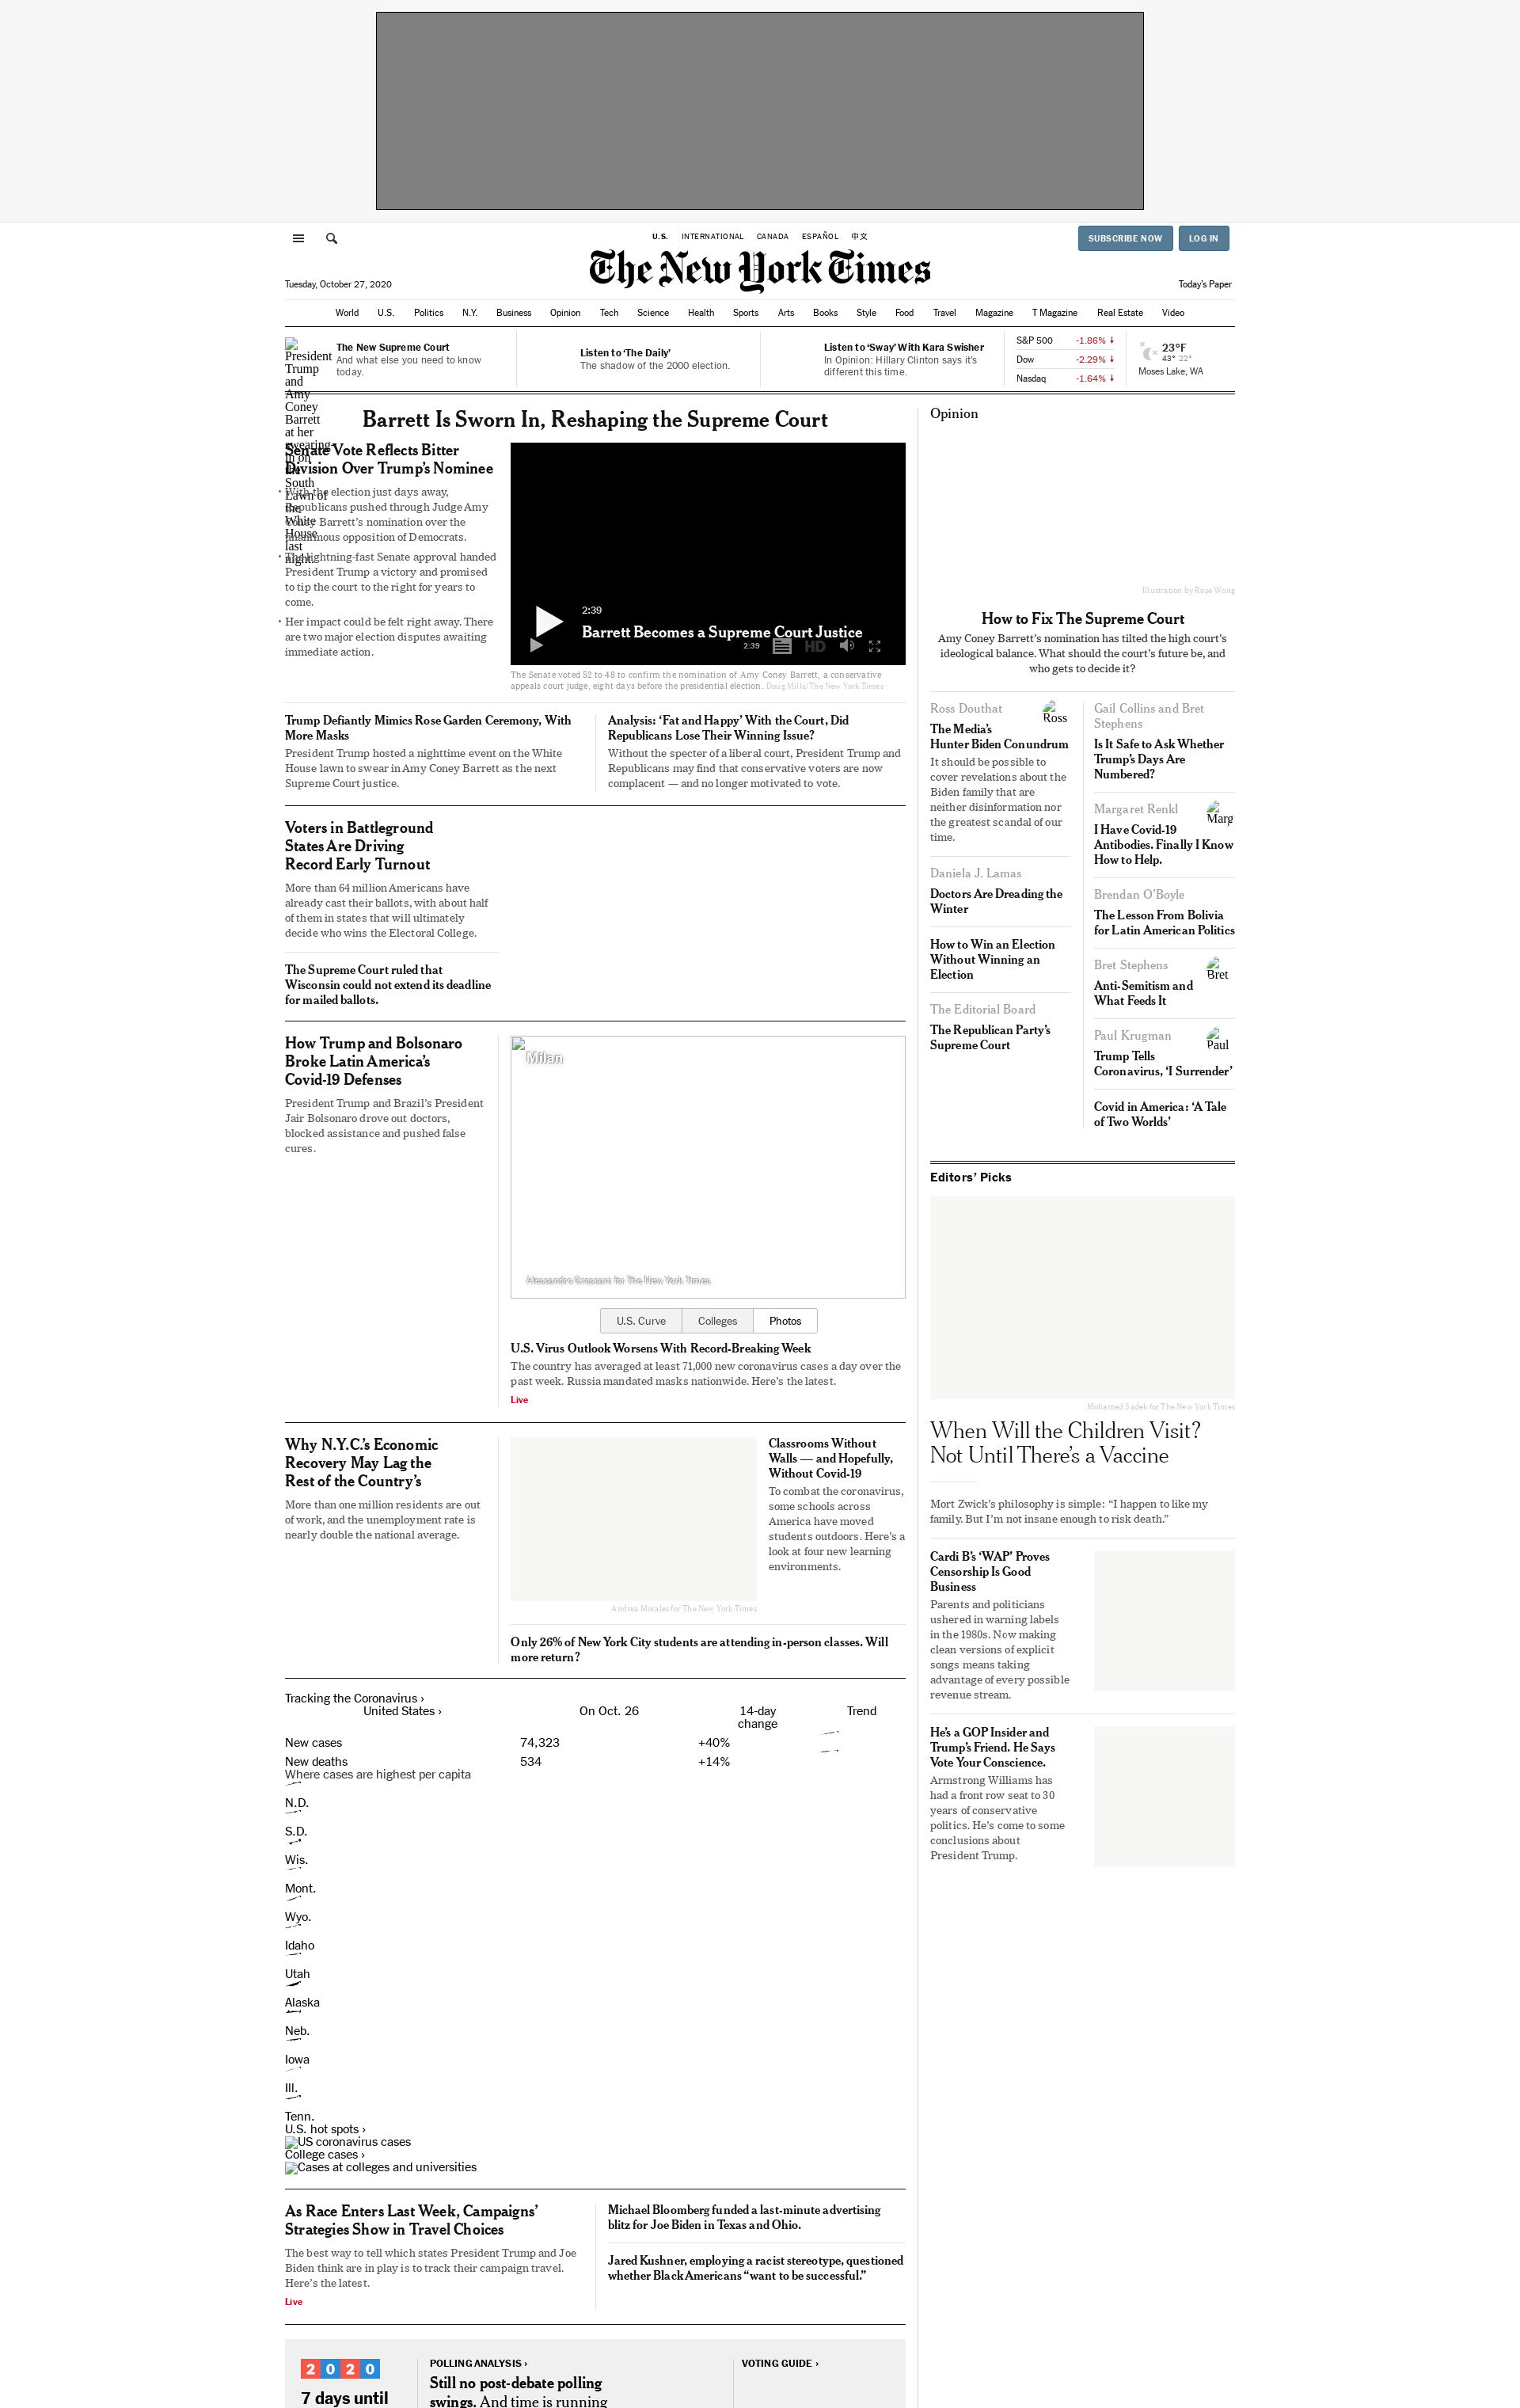 U.S. INTERNATIONAL CANADA ESPAÑOL 中文
SUBSCRIBE NOW LOG IN
The New York Times
Tuesday, October 27, 2020
Today's Paper
World U.S. Politics N.Y. Business Opinion Tech Science Health Sports Arts Books Style Food Travel Magazine T Magazine Real Estate Video
President
Trump
and
Amy
Coney
Barrett
at her
swearing-
in on
the
South
Lawn of
the
White
House
last
night.
The New Supreme Court
And what else you need to know
today.
Listen to ‘The Daily’
The shadow of the 2000 election.
Listen to ‘Sway’ With Kara Swisher
In Opinion: Hillary Clinton says it’s
different this time.
S&P 500 -1.86%
Dow -2.29%
Nasdaq -1.64%
23°F
43° 22°
Moses Lake, WA
Barrett Is Sworn In, Reshaping the Supreme Court
Senate Vote Reflects Bitter
Division Over Trump’s Nominee
• With the election just days away,
Republicans pushed through Judge Amy
Coney Barrett’s nomination over the
unanimous opposition of Democrats.
• The lightning-fast Senate approval handed
President Trump a victory and promised
to tip the court to the right for years to
come.
• Her impact could be felt right away. There
are two major election disputes awaiting
immediate action.
2:39
Barrett Becomes a Supreme Court Justice
2:39 HD
The Senate voted 52 to 48 to confirm the nomination of Amy Coney Barrett, a conservative
appeals court judge, eight days before the presidential election. Doug Mills/The New York Times
Trump Defiantly Mimics Rose Garden Ceremony, With
More Masks
President Trump hosted a nighttime event on the White
House lawn to swear in Amy Coney Barrett as the next
Supreme Court justice.
Analysis: ‘Fat and Happy’ With the Court, Did
Republicans Lose Their Winning Issue?
Without the specter of a liberal court, President Trump and
Republicans may find that conservative voters are now
complacent — and no longer motivated to vote.
Voters in Battleground
States Are Driving
Record Early Turnout
More than 64 million Americans have
already cast their ballots, with about half
of them in states that will ultimately
decide who wins the Electoral College.
The Supreme Court ruled that
Wisconsin could not extend its deadline
for mailed ballots.
How Trump and Bolsonaro
Broke Latin America’s
Covid-19 Defenses
President Trump and Brazil’s President
Jair Bolsonaro drove out doctors,
blocked assistance and pushed false
cures.
Milan
Alessandro Grassani for The New York Times
U.S. Curve Colleges Photos
U.S. Virus Outlook Worsens With Record-Breaking Week
The country has averaged at least 71,000 new coronavirus cases a day over the
past week. Russia mandated masks nationwide. Here’s the latest.
Live
Why N.Y.C.’s Economic
Recovery May Lag the
Rest of the Country’s
More than one million residents are out
of work, and the unemployment rate is
nearly double the national average.
Andrea Morales for The New York Times
Classrooms Without
Walls — and Hopefully,
Without Covid-19
To combat the coronavirus,
some schools across
America have moved
students outdoors. Here’s a
look at four new learning
environments.
Only 26% of New York City students are attending in-person classes. Will
more return?
Tracking the Coronavirus ›
United States › On Oct. 26 14-day
change Trend
New cases 74,323 +40%
New deaths 534 +14%
Where cases are highest per capita
N.D.
S.D.
Wis.
Mont.
Wyo.
Idaho
Utah
Alaska
Neb.
Iowa
Ill.
Tenn.
U.S. hot spots ›
US coronavirus cases
College cases ›
Cases at colleges and universities
As Race Enters Last Week, Campaigns’
Strategies Show in Travel Choices
The best way to tell which states President Trump and Joe
Biden think are in play is to track their campaign travel.
Here’s the latest.
Live
Michael Bloomberg funded a last-minute advertising
blitz for Joe Biden in Texas and Ohio.
Jared Kushner, employing a racist stereotype, questioned
whether Black Americans “want to be successful.”
2020
7 days until
POLLING ANALYSIS ›
Still no post-debate polling
swings. And time is running
VOTING GUIDE ›
Opinion
Illustration by Rose Wong
How to Fix The Supreme Court
Amy Coney Barrett’s nomination has tilted the high court’s
ideological balance. What should the court’s future be, and
who gets to decide it?
Ross Douthat
Ross
The Media’s
Hunter Biden Conundrum
It should be possible to
cover revelations about the
Biden family that are
neither disinformation nor
the greatest scandal of our
time.
Daniela J. Lamas
Doctors Are Dreading the
Winter
How to Win an Election
Without Winning an
Election
The Editorial Board
The Republican Party’s
Supreme Court
Gail Collins and Bret
Stephens
Is It Safe to Ask Whether
Trump’s Days Are
Numbered?
Margaret Renkl
Marg
I Have Covid-19
Antibodies. Finally I Know
How to Help.
Brendan O’Boyle
The Lesson From Bolivia
for Latin American Politics
Bret Stephens
Bret
Anti-Semitism and
What Feeds It
Paul Krugman
Paul
Trump Tells
Coronavirus, ‘I Surrender’
Covid in America: ‘A Tale
of Two Worlds’
Editors’ Picks
Mohamed Sadek for The New York Times
When Will the Children Visit?
Not Until There’s a Vaccine
Mort Zwick’s philosophy is simple: “I happen to like my
family. But I’m not insane enough to risk death.”
Cardi B’s ‘WAP’ Proves
Censorship Is Good
Business
Parents and politicians
ushered in warning labels
in the 1980s. Now making
clean versions of explicit
songs means taking
advantage of every possible
revenue stream.
He’s a GOP Insider and
Trump’s Friend. He Says
Vote Your Conscience.
Armstrong Williams has
had a front row seat to 30
years of conservative
politics. He’s come to some
conclusions about
President Trump.